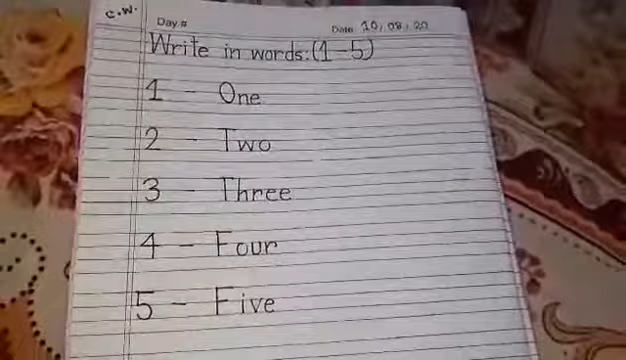 C.W.
Day #
Date 10/08/20
Write in words:(1-5)
1 - One
2 - Two
3 - Three
4 - Four
5 - Five